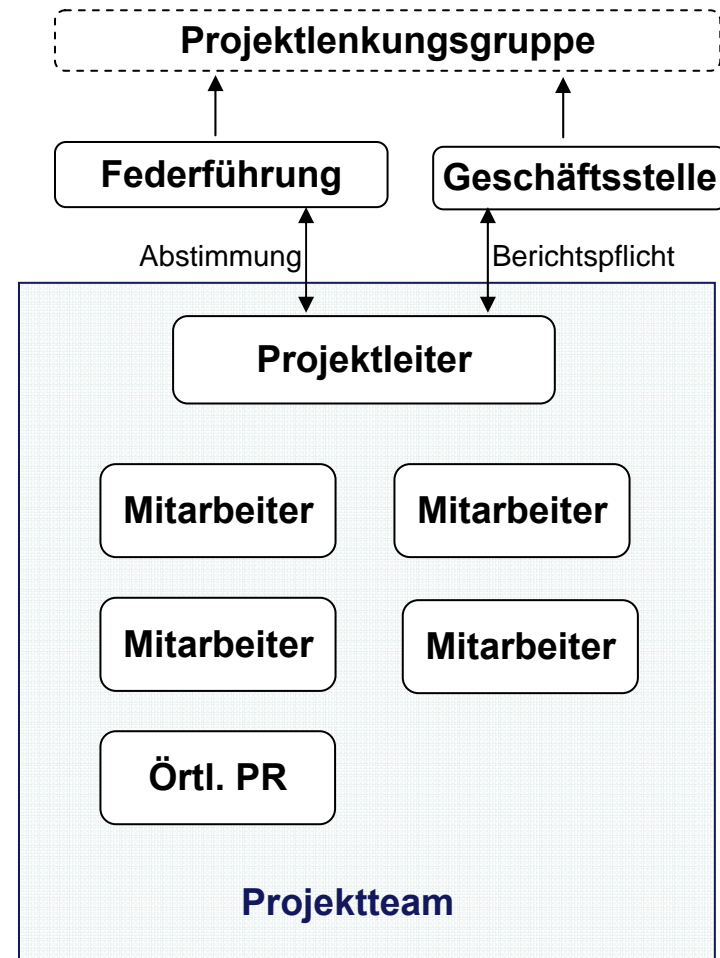 Projektlenkungsgruppe
Federführung
Geschäftsstelle
Abstimmung
Berichtspflicht
Projektleiter
Mitarbeiter
Mitarbeiter
Mitarbeiter
Mitarbeiter
Örtl. PR
Projektteam